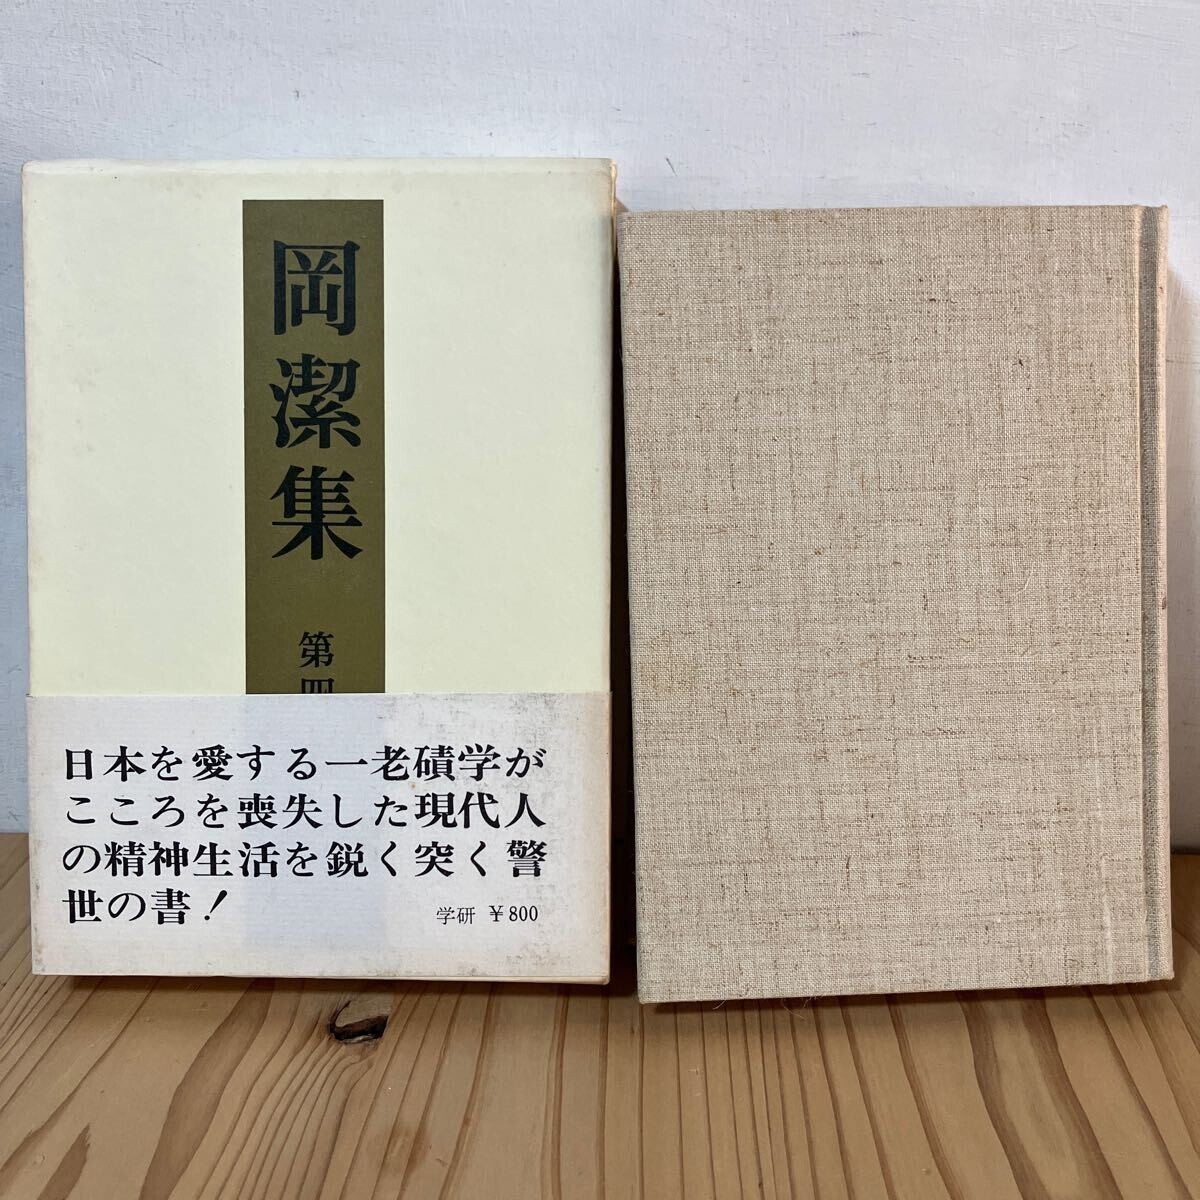 岡潔集
第四
日本を愛する一老磧学が
こころを喪失した現代人
の精神生活を鋭く突く警
世の書！
学研 ￥800